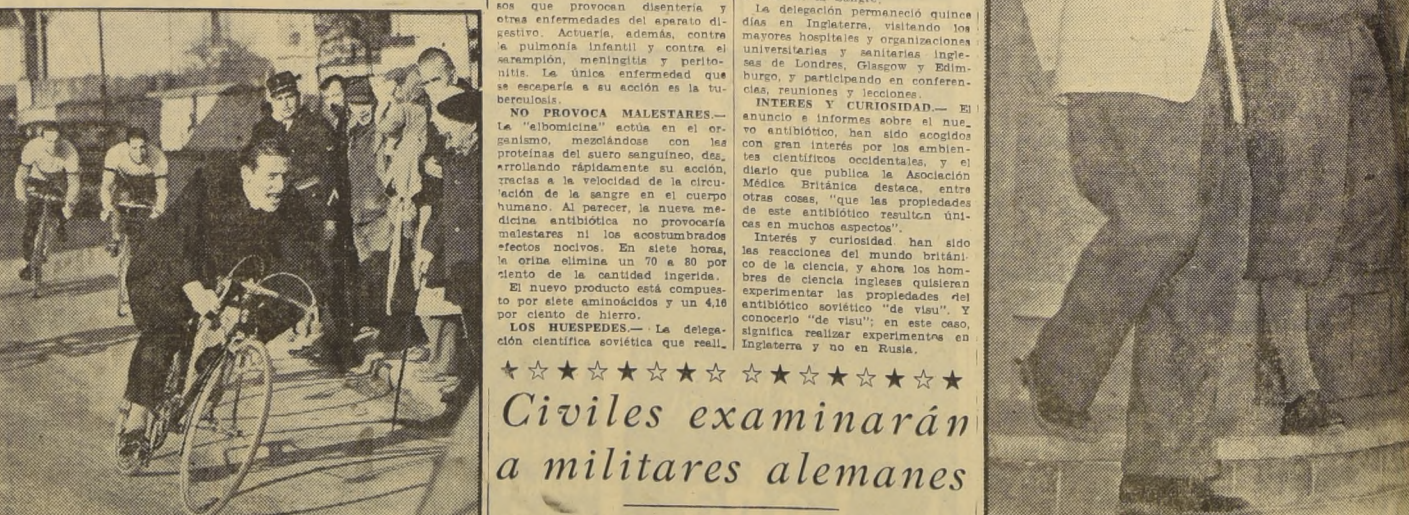 sos que provocan disentería y
otras enfermedades del aparato di-
gestivo. Actuaría, además, contra
la pulmonía infantil y contra el
sarampión, meningitis y perito-
nitis. La única enfermedad que
se escaparía a su acción es la tu-
berculosis.
NO PROVOCA MALESTARES.—
La "albomicina" actúa en el or-
ganismo, mezclándose con las
proteínas del suero sanguíneo, des-
arrollando rápidamente su acción,
gracias a la velocidad de la circu-
lación de la sangre en el cuerpo
humano. Al parecer, la nueva me-
dicina antibiótica no provocaría
malestares ni los acostumbrados
efectos nocivos. En siete horas,
la orina elimina un 70 a 80 por
ciento de la cantidad ingerida.
El nuevo producto está compues-
to por siete aminoácidos y un 4,16
por ciento de hierro.
LOS HUESPEDES.— La delega-
ción científica soviética que reali-
La delegación permaneció quince
días en Inglaterra, visitando los
mayores hospitales y organizaciones
universitarias y sanitarias ingle-
sas de Londres, Glasgow y Edim-
burgo, y participando en conferen-
cias, reuniones y lecciones.
INTERES Y CURIOSIDAD.— El
anuncio e informes sobre el nue-
vo antibiótico, han sido acogidos
con gran interés por los ambien-
tes científicos occidentales, y el
diario que publica la Asociación
Médica Británica destaca, entre
otras cosas, "que las propiedades
de este antibiótico resultan úni-
cas en muchos aspectos".
Interés y curiosidad han sido
las reacciones del mundo británi-
co de la ciencia, y ahora los hom-
bres de ciencia ingleses quisieran
experimentar las propiedades del
antibiótico soviético "de visu". Y
conocerlo "de visu"; en este caso,
significa realizar experimentos en
Inglaterra y no en Rusia.
Civiles examinarán
a militares alemanes